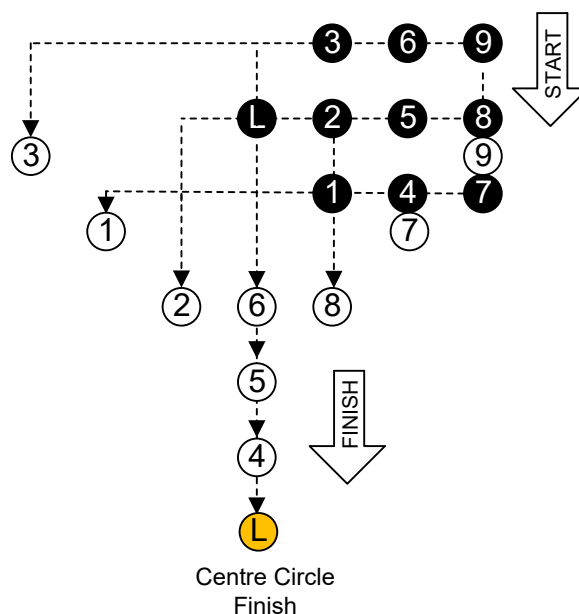 3 6 9
START
L 2 5 8
3 9
1 4 7
1 7
2 6 8
5
FINISH
4
L
Centre Circle
Finish